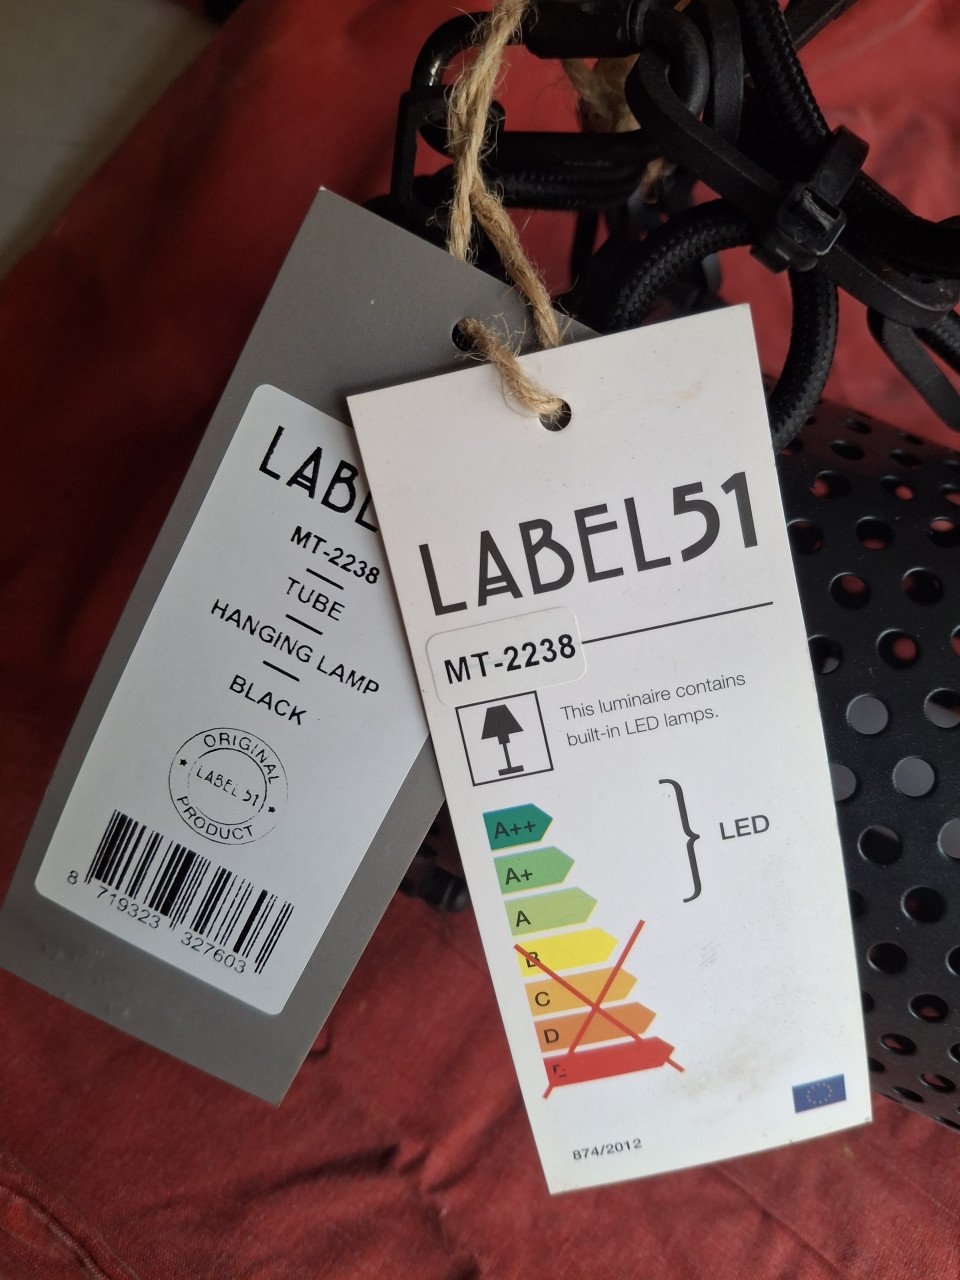 LABE
MT-2238
TUBE
HANGING LAMP
BLACK
ORIGINAL
LABEL 51
PRODUCT
8 719323 327603
LABEL51
MT-2238
This luminaire contains
built-in LED lamps.
A++
A+
A
B
C
D
E
LED
874/2012